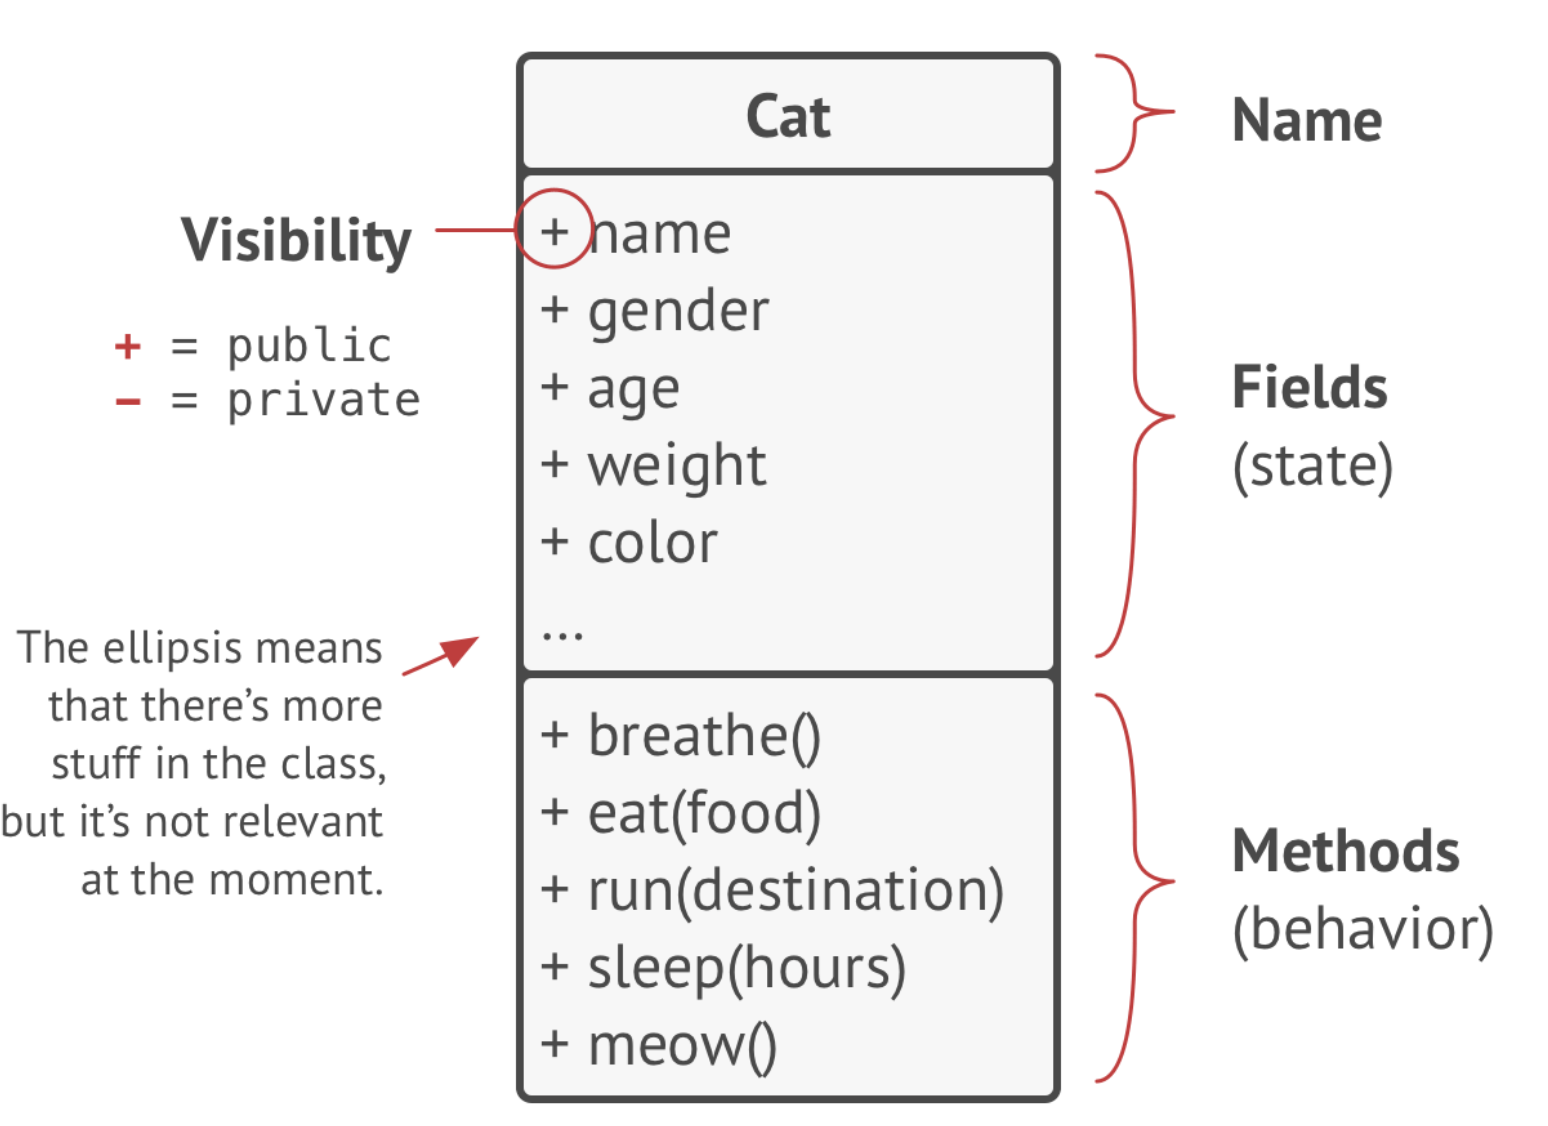 Cat
Name
Visibility
+ = public
− = private
+ name
+ gender
+ age
+ weight
+ color
...
Fields
(state)
The ellipsis means
that there’s more
stuff in the class,
but it’s not relevant
at the moment.
+ breathe()
+ eat(food)
+ run(destination)
+ sleep(hours)
+ meow()
Methods
(behavior)